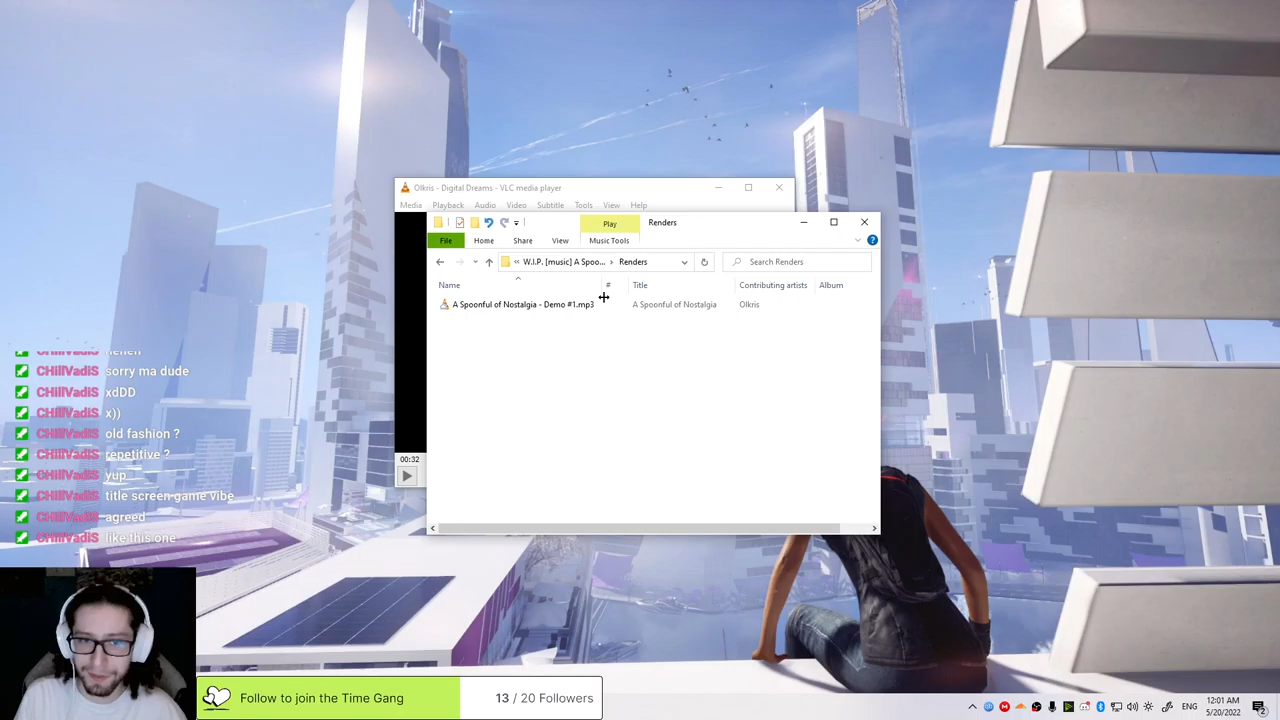 Olkris - Digital Dreams - VLC media player
Media Playback Audio Video Subtitle Tools View Help
Play
Renders
File Home Share View Music Tools
« W.I.P. [music] A Spoo... › Renders
Search Renders
Name # Title Contributing artists Album
A Spoonful of Nostalgia - Demo #1.mp3 A Spoonful of Nostalgia Olkris
00:32
CHillVadiS sorry ma dude
CHillVadiS xdDD
CHillVadiS x))
CHillVadiS old fashion ?
CHillVadiS repetitive ?
CHillVadiS yup
CHillVadiS title screen game vibe
CHillVadiS agreed
CHillVadiS like this one
Follow to join the Time Gang
13 / 20 Followers
ENG
12:01 AM
5/20/2022